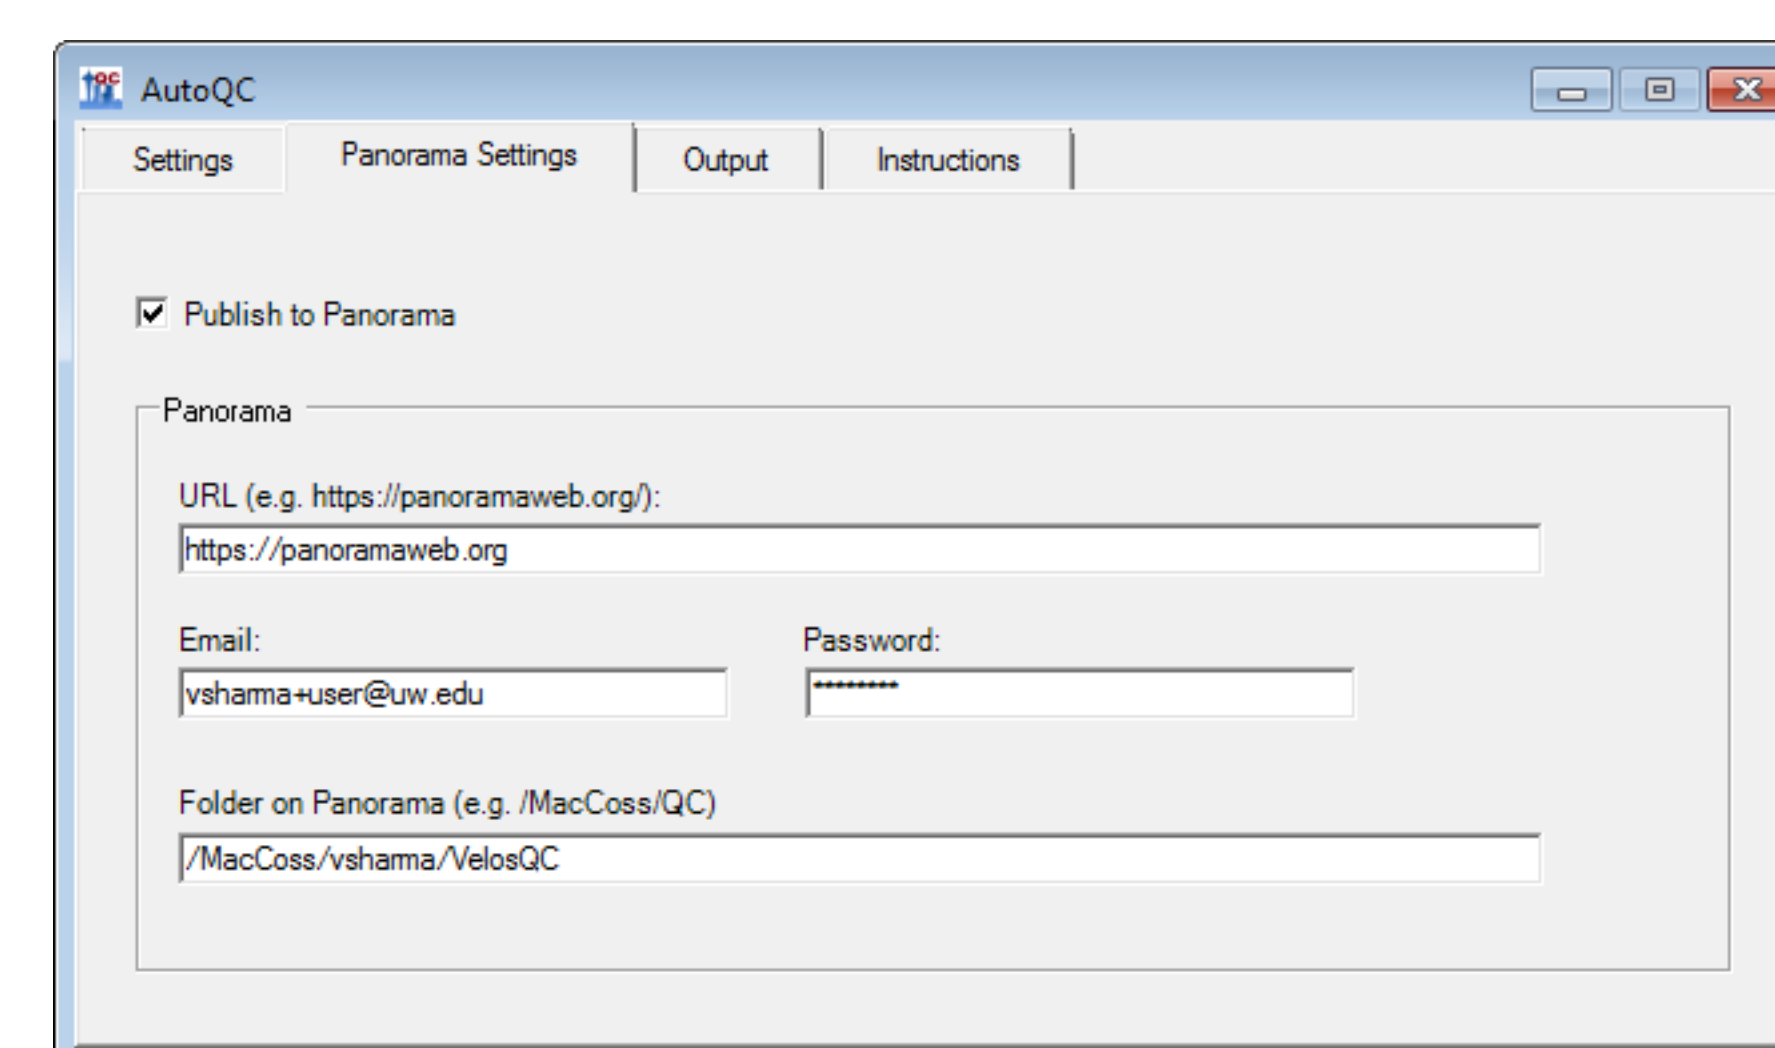 AutoQC
Settings
Panorama Settings
Output
Instructions
Publish to Panorama
Panorama
URL (e.g. https://panoramaweb.org/):
https://panoramaweb.org
Email:
Password:
vsharma+user@uw.edu
********
Folder on Panorama (e.g. /MacCoss/QC)
/MacCoss/vsharma/VelosQC